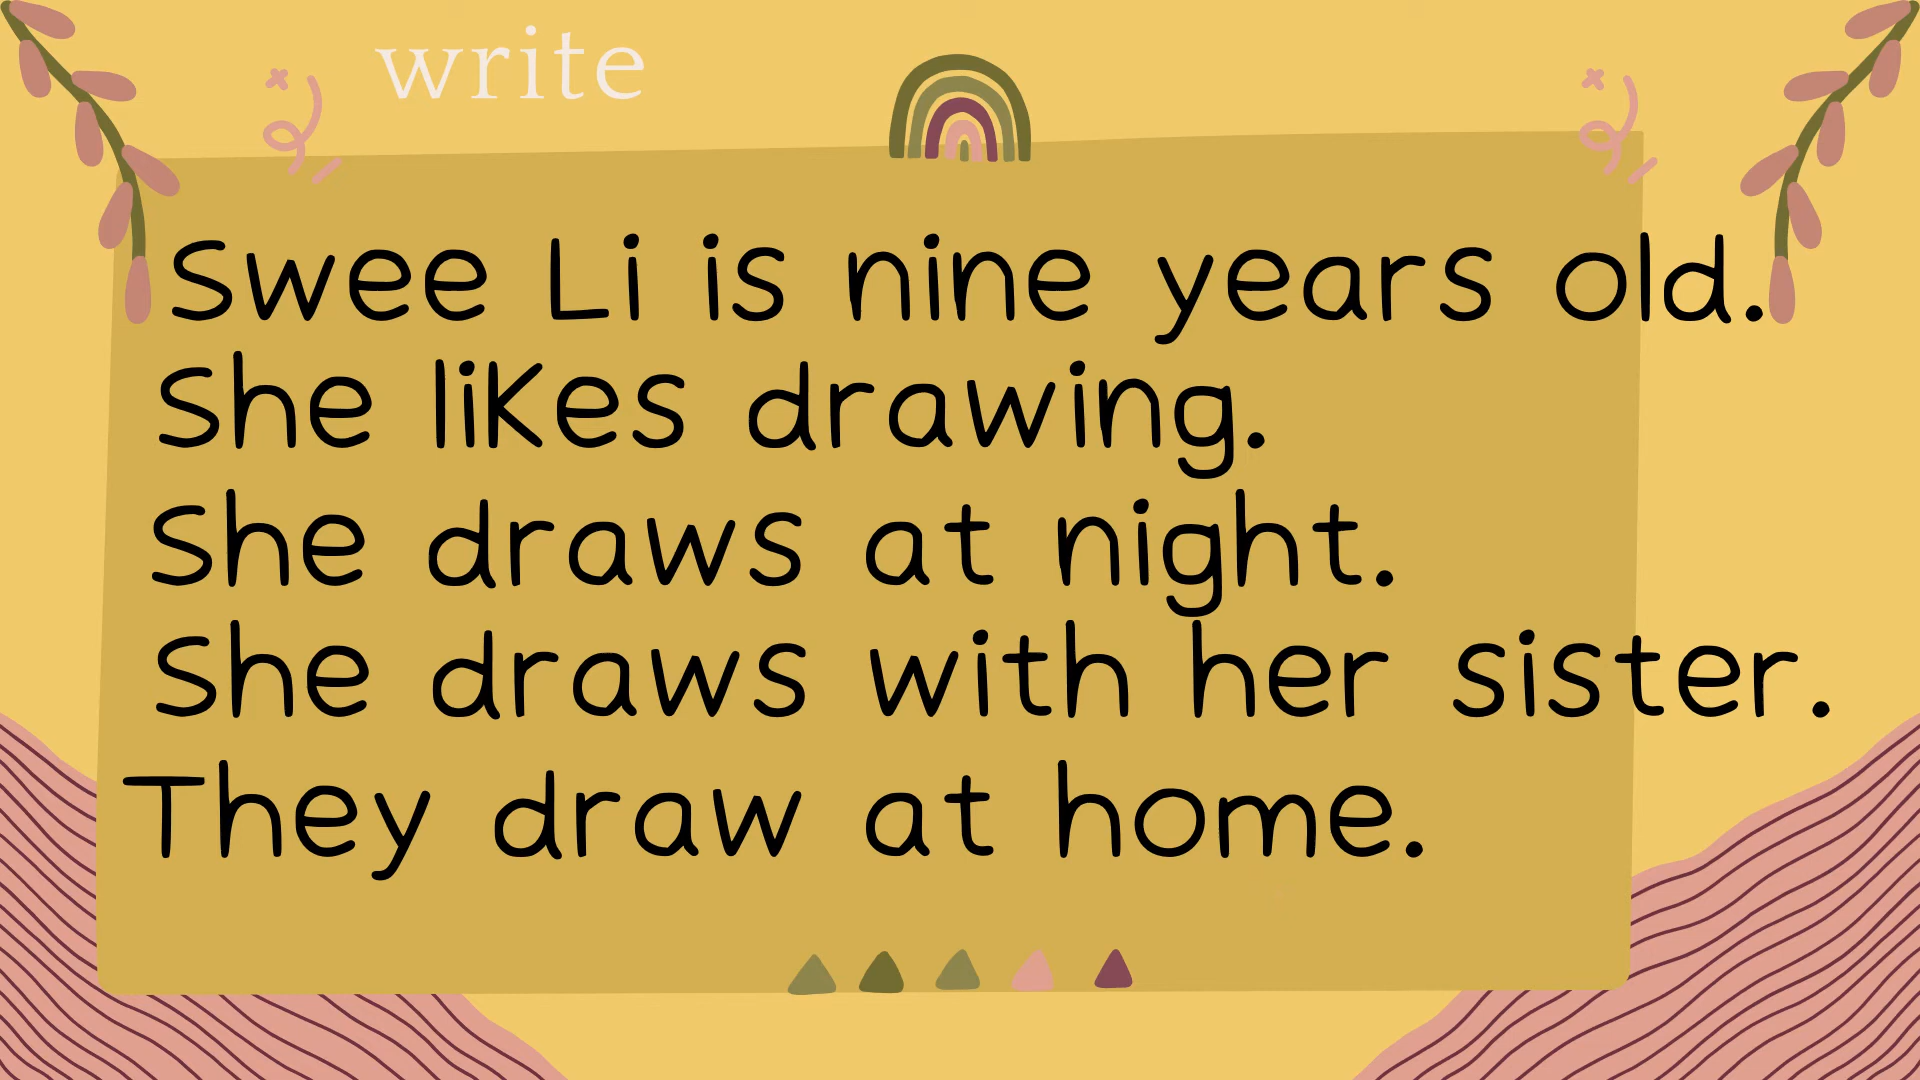 write
Swee Li is nine years old.
She likes drawing.
She draws at night.
She draws with her sister.
They draw at home.